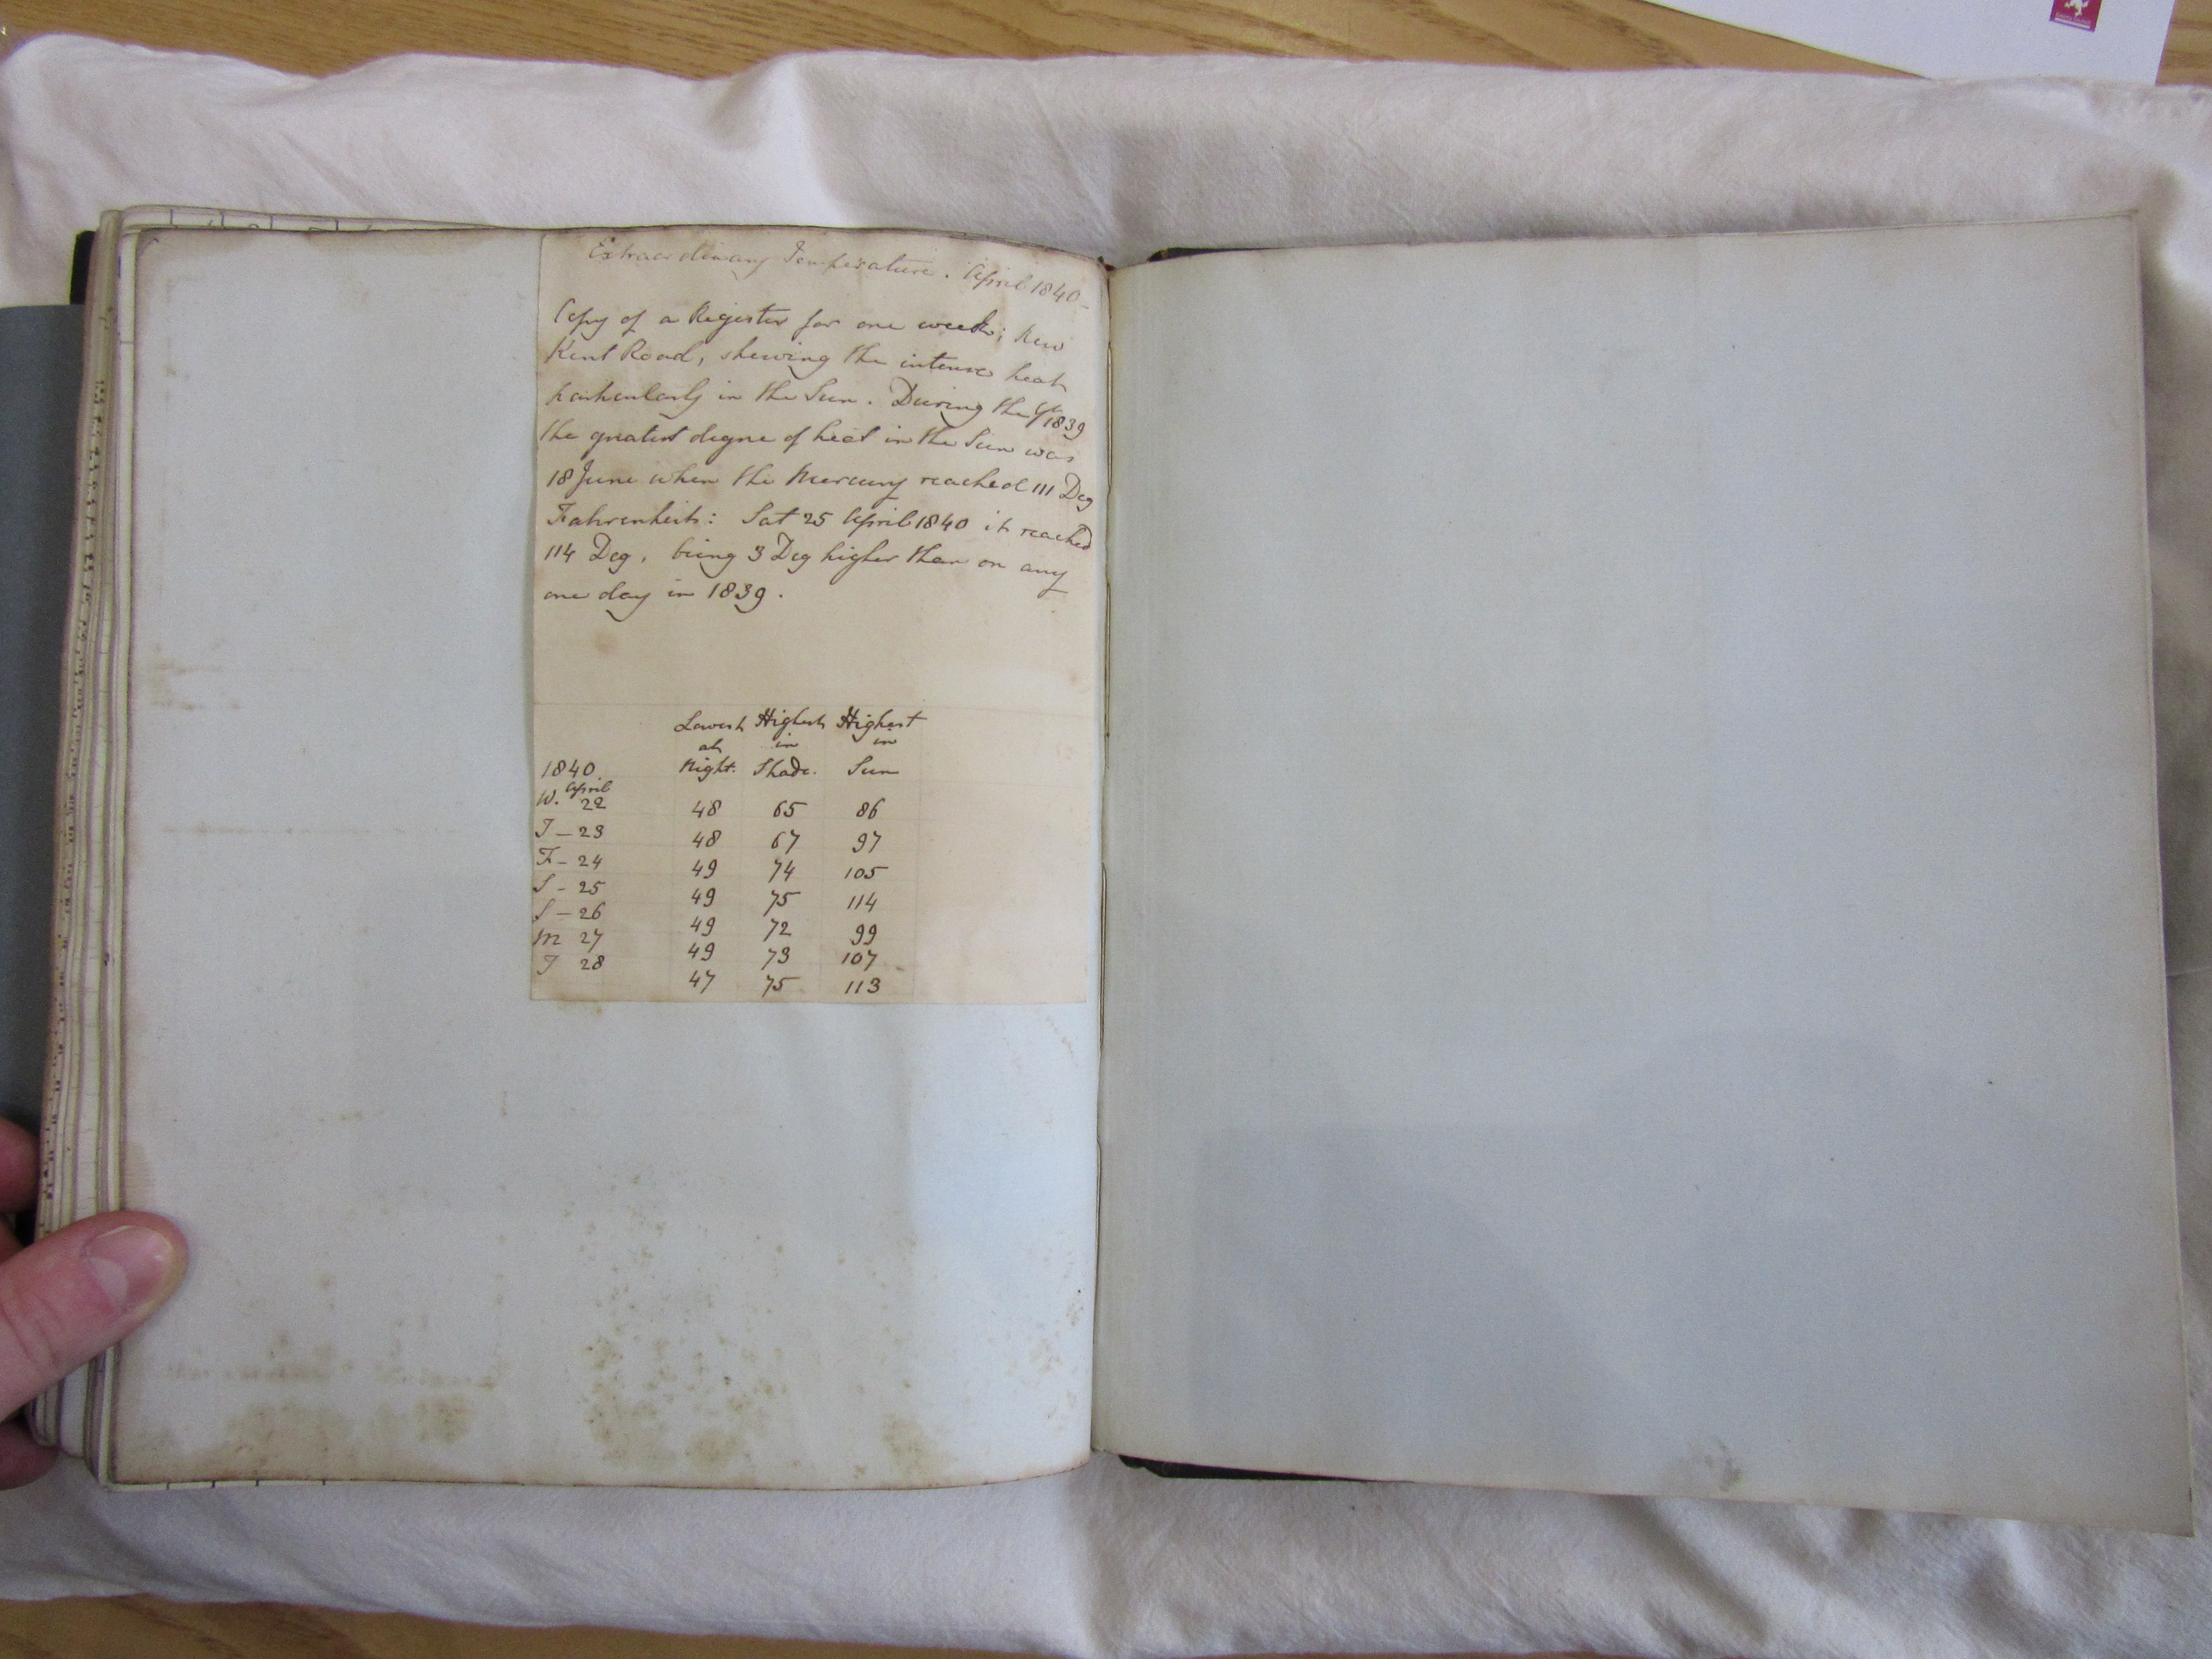 Extraordinary Temperature. April 1840-
Copy of a Register for one week; New
Kent Road, shewing the intense heat
particularly in the Sun. During the Yr 1839
the greatest degree of heat in the Sun was
18 June when the Mercury reached 111 Deg
Fahrenheit: Sat 25 April 1840 it reached
114 Deg, being 3 Deg higher than on any
one day in 1839.
Lowest Highest Highest
at in in
1840. Night. Shade. Sun
April
W. 22 48 65 86
T - 23 48 67 97
F - 24 49 74 105
S - 25 49 75 114
S - 26 49 72 99
M 27 49 73 107
T 28 47 75 113